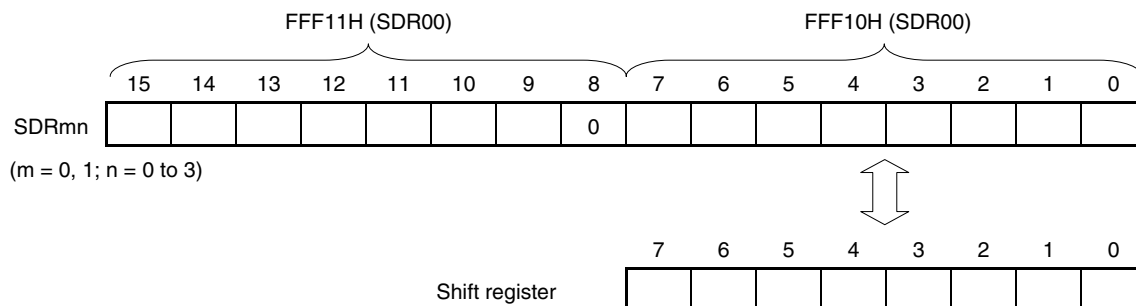 FFF11H (SDR00) FFF10H (SDR00)
15 14 13 12 11 10 9 8 7 6 5 4 3 2 1 0
SDRmn 0
(m = 0, 1; n = 0 to 3)
7 6 5 4 3 2 1 0
Shift register